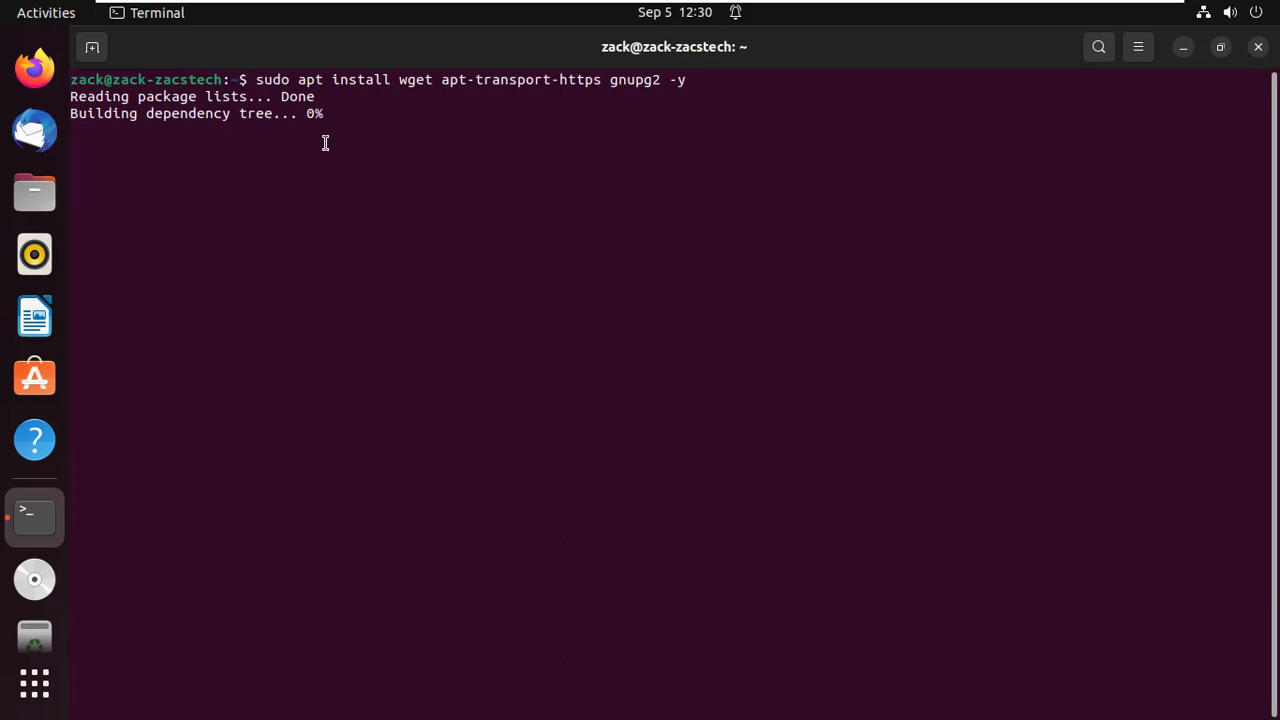 Activities
Terminal
Sep 5 12:30
zack@zack-zacstech: ~
zack@zack-zacstech:~$ sudo apt install wget apt-transport-https gnupg2 -y
Reading package lists... Done
Building dependency tree... 0%